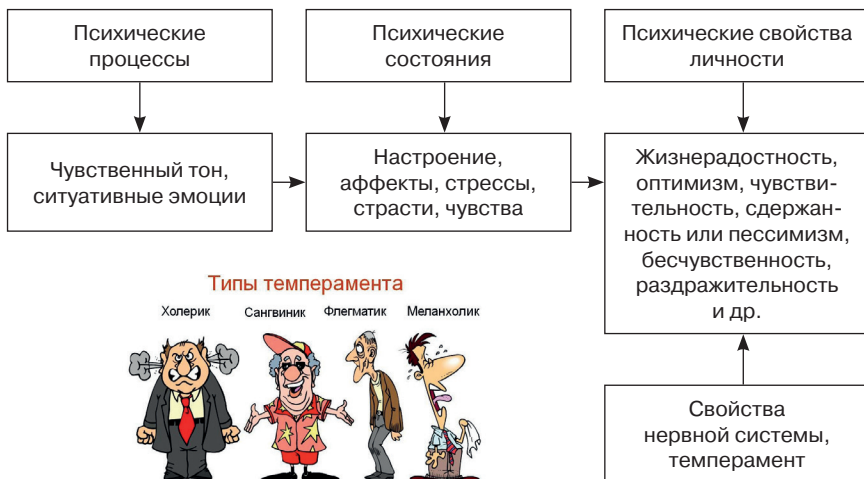 Психические
процессы
Психические
состояния
Психические свойства
личности
Чувственный тон,
ситуативные эмоции
Настроение,
аффекты, стрессы,
страсти, чувства
Жизнерадостность,
оптимизм, чувстви-
тельность, сдержан-
ность или пессимизм,
бесчувственность,
раздражительность
и др.
Типы темперамента
Холерик
Сангвиник
Флегматик
Меланхолик
Свойства
нервной системы,
темперамент